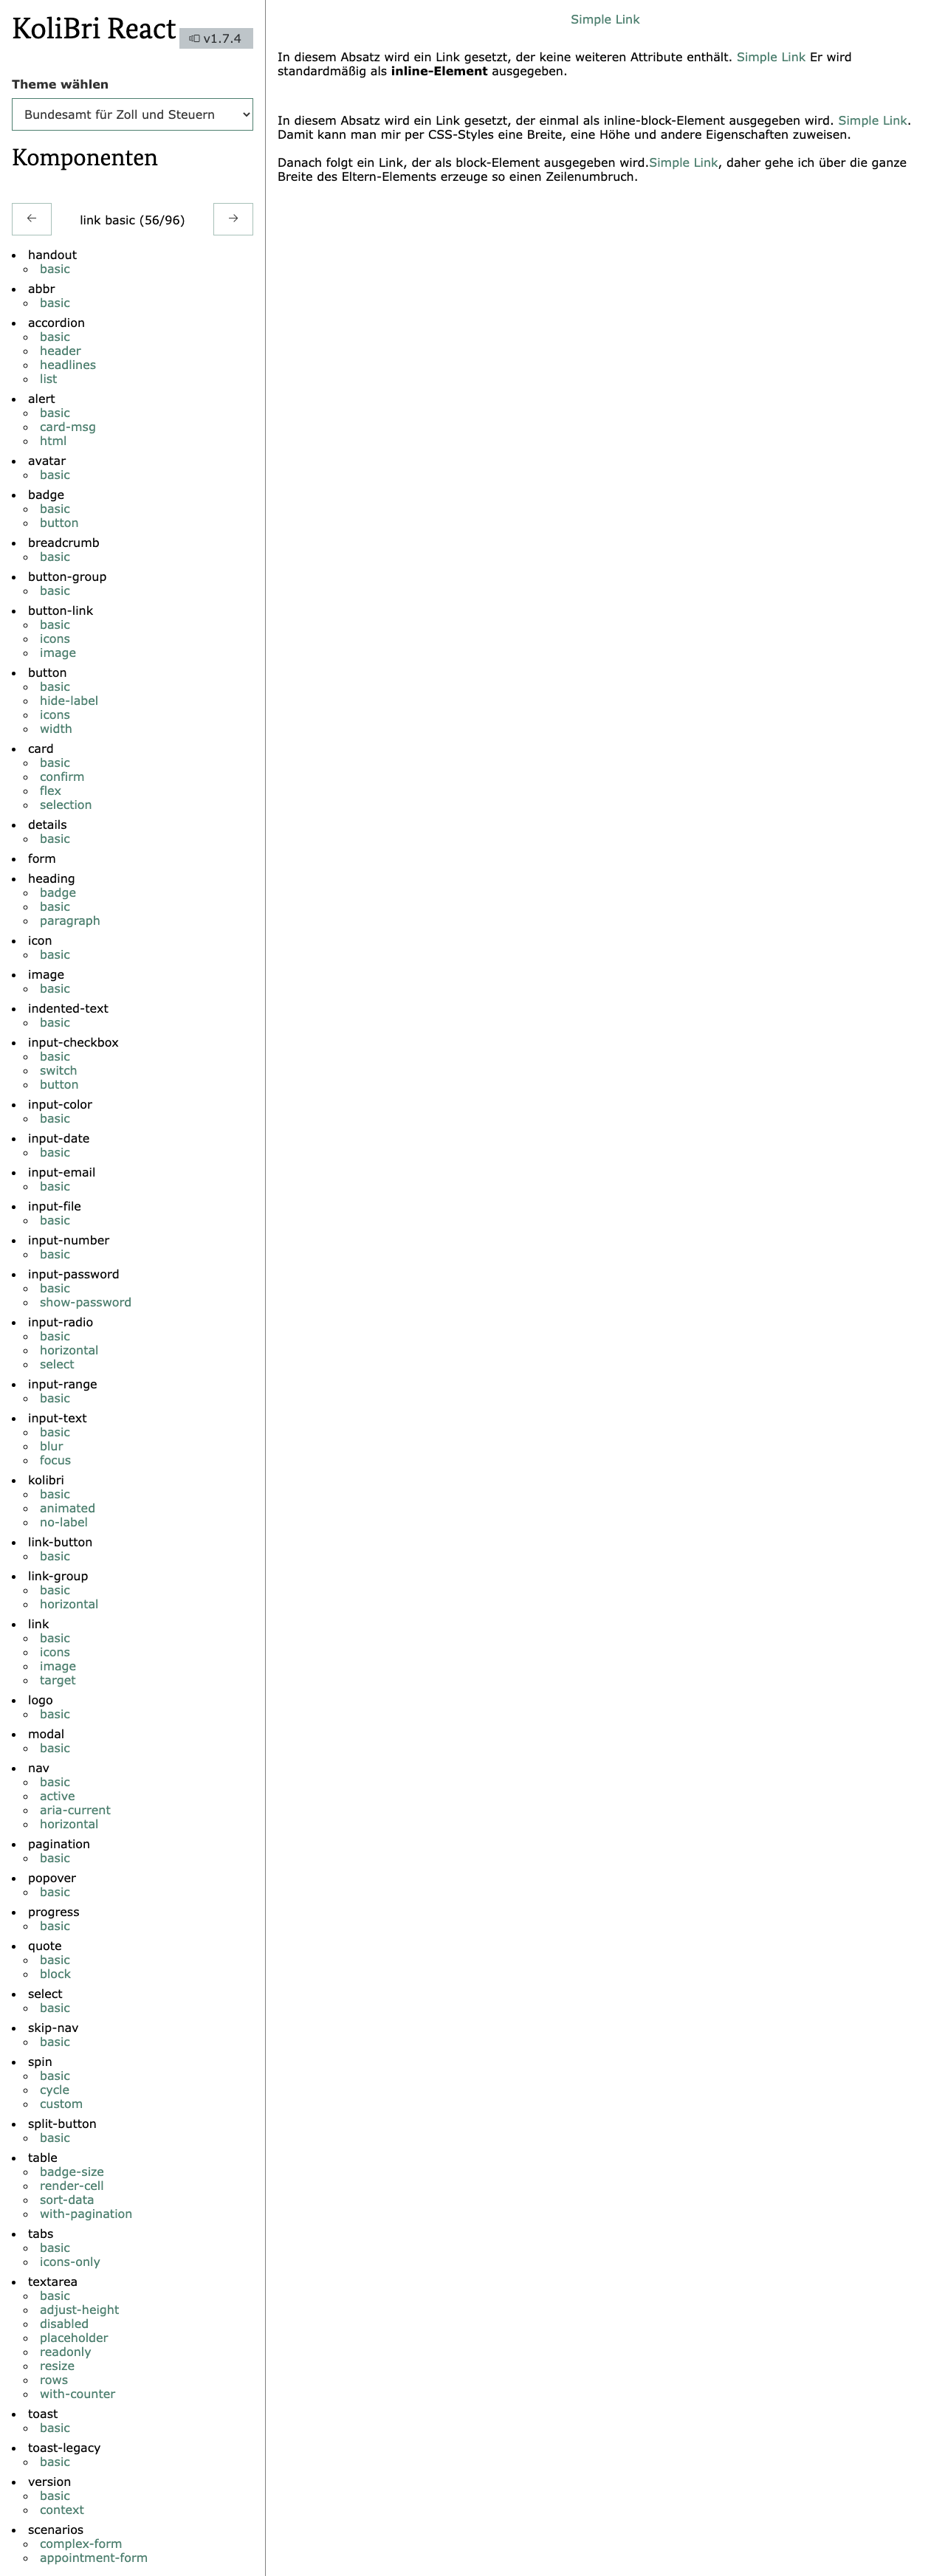 KoliBri React
v1.7.4
Theme wählen
Bundesamt für Zoll und Steuern
Komponenten
link basic (56/96)
handout
basic
abbr
basic
accordion
basic
header
headlines
list
alert
basic
card-msg
html
avatar
basic
badge
basic
button
breadcrumb
basic
button-group
basic
button-link
basic
icons
image
button
basic
hide-label
icons
width
card
basic
confirm
flex
selection
details
basic
form
heading
badge
basic
paragraph
icon
basic
image
basic
indented-text
basic
input-checkbox
basic
switch
button
input-color
basic
input-date
basic
input-email
basic
input-file
basic
input-number
basic
input-password
basic
show-password
input-radio
basic
horizontal
select
input-range
basic
input-text
basic
blur
focus
kolibri
basic
animated
no-label
link-button
basic
link-group
basic
horizontal
link
basic
icons
image
target
logo
basic
modal
basic
nav
basic
active
aria-current
horizontal
pagination
basic
popover
basic
progress
basic
quote
basic
block
select
basic
skip-nav
basic
spin
basic
cycle
custom
split-button
basic
table
badge-size
render-cell
sort-data
with-pagination
tabs
basic
icons-only
textarea
basic
adjust-height
disabled
placeholder
readonly
resize
rows
with-counter
toast
basic
toast-legacy
basic
version
basic
context
scenarios
complex-form
appointment-form
Simple Link
In diesem Absatz wird ein Link gesetzt, der keine weiteren Attribute enthält. Simple Link Er wird
standardmäßig als inline-Element ausgegeben.
In diesem Absatz wird ein Link gesetzt, der einmal als inline-block-Element ausgegeben wird. Simple Link.
Damit kann man mir per CSS-Styles eine Breite, eine Höhe und andere Eigenschaften zuweisen.
Danach folgt ein Link, der als block-Element ausgegeben wird.Simple Link, daher gehe ich über die ganze
Breite des Eltern-Elements erzeuge so einen Zeilenumbruch.